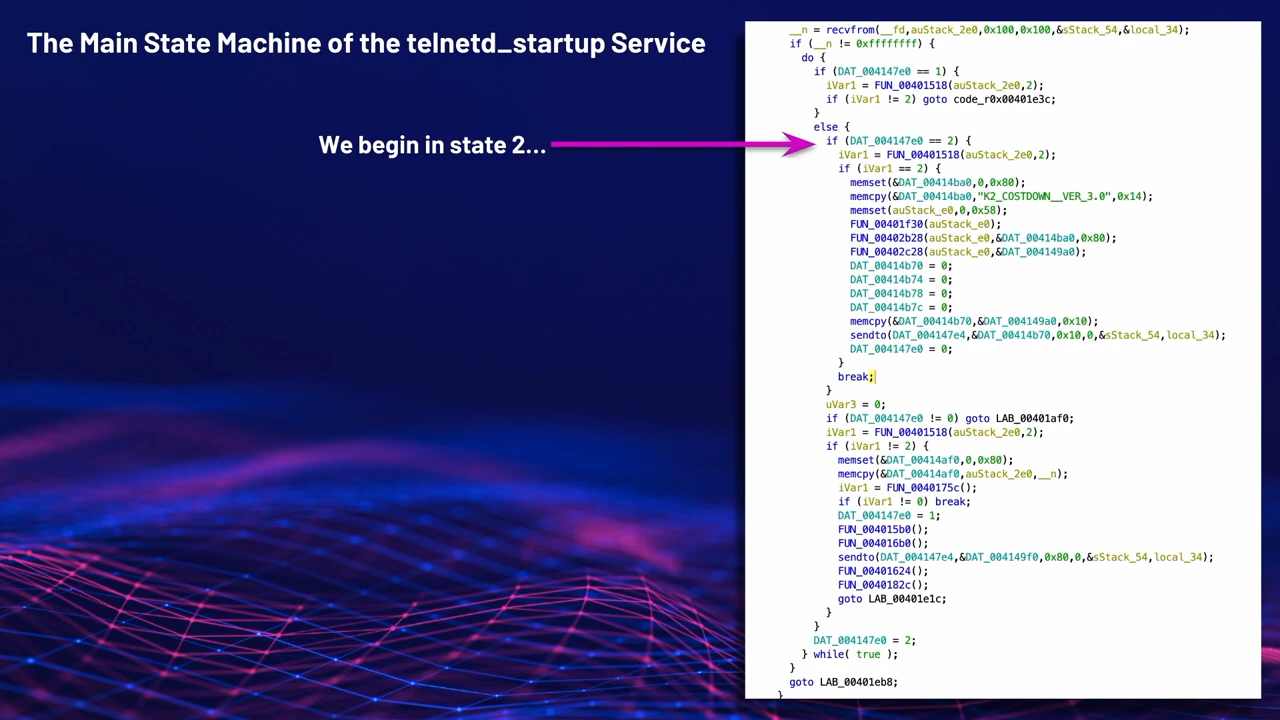 The Main State Machine of the telnetd_startup Service
We begin in state 2...
__n = recvfrom(__fd,auStack_2e0,0x100,0x100,&sStack_54,&local_34);
if (__n != 0xffffffff) {
do {
if (DAT_004147e0 == 1) {
iVar1 = FUN_00401518(auStack_2e0,2);
if (iVar1 != 2) goto code_r0x00401e3c;
}
else {
if (DAT_004147e0 == 2) {
iVar1 = FUN_00401518(auStack_2e0,2);
if (iVar1 == 2) {
memset(&DAT_00414ba0,0,0x80);
memcpy(&DAT_00414ba0,"K2_COSTDOWN__VER_3.0",0x14);
memset(auStack_e0,0,0x58);
FUN_00401f30(auStack_e0);
FUN_00402b28(auStack_e0,&DAT_00414ba0,0x80);
FUN_00402c28(auStack_e0,&DAT_004149a0);
DAT_00414b70 = 0;
DAT_00414b74 = 0;
DAT_00414b78 = 0;
DAT_00414b7c = 0;
memcpy(&DAT_00414b70,&DAT_004149a0,0x10);
sendto(DAT_004147e4,&DAT_00414b70,0x10,0,&sStack_54,local_34);
DAT_004147e0 = 0;
}
break;
}
uVar3 = 0;
if (DAT_004147e0 != 0) goto LAB_00401af0;
iVar1 = FUN_00401518(auStack_2e0,2);
if (iVar1 != 2) {
memset(&DAT_00414af0,0,0x80);
memcpy(&DAT_00414af0,auStack_2e0,__n);
iVar1 = FUN_0040175c();
if (iVar1 != 0) break;
DAT_004147e0 = 1;
FUN_004015b0();
FUN_004016b0();
sendto(DAT_004147e4,&DAT_004149f0,0x80,0,&sStack_54,local_34);
FUN_00401624();
FUN_0040182c();
goto LAB_00401e1c;
}
}
DAT_004147e0 = 2;
} while( true );
}
goto LAB_00401eb8;
}